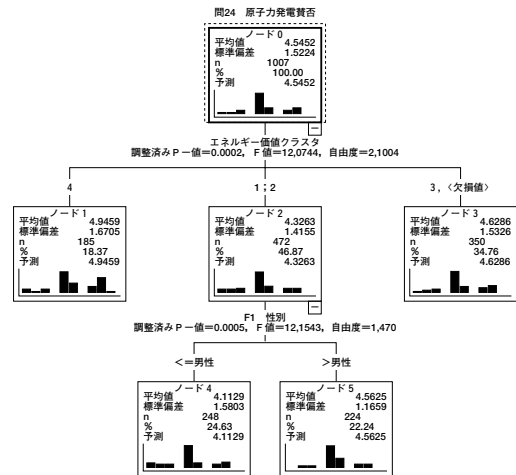 問24　原子力発電賛否
ノード 0
平均値 4.5452
標準偏差 1.5224
n 1007
% 100.00
予測 4.5452
エネルギー価値クラスタ
調整済みＰ－値=0.0002, Ｆ値=12,0744, 自由度=2,1004
4
1；2
3，〈欠損値〉
ノード 1
平均値 4.9459
標準偏差 1.6705
n 185
% 18.37
予測 4.9459
ノード 2
平均値 4.3263
標準偏差 1.4155
n 472
% 46.87
予測 4.3263
ノード 3
平均値 4.6286
標準偏差 1.5326
n 350
% 34.76
予測 4.6286
F1　性別
調整済みＰ－値=0.0005, Ｆ値=12,1543, 自由度=1,470
＜＝男性
＞男性
ノード 4
平均値 4.1129
標準偏差 1.5803
n 248
% 24.63
予測 4.1129
ノード 5
平均値 4.5625
標準偏差 1.1659
n 224
% 22.24
予測 4.5625